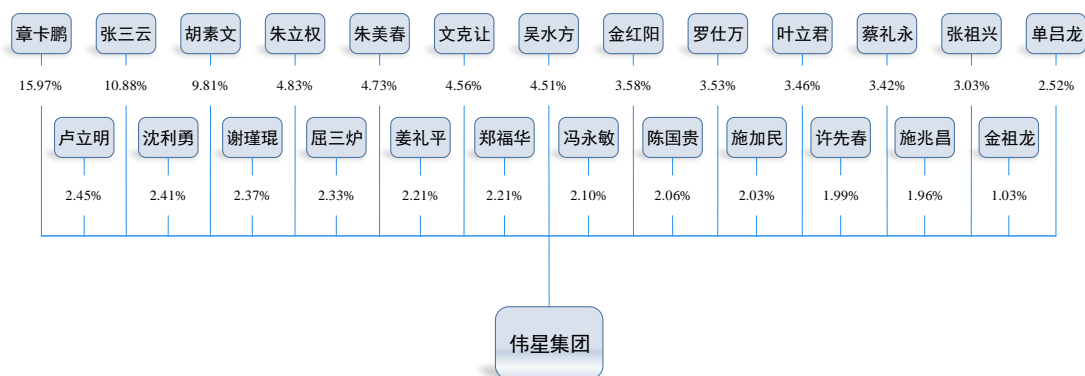 章卡鹏 张三云 胡素文 朱立权 朱美春 文克让 吴水方 金红阳 罗仕万 叶立君 蔡礼永 张祖兴 单吕龙
15.97% 10.88% 9.81% 4.83% 4.73% 4.56% 4.51% 3.58% 3.53% 3.46% 3.42% 3.03% 2.52%
卢立明 沈利勇 谢瑾琨 屈三炉 姜礼平 郑福华 冯永敏 陈国贵 施加民 许先春 施兆昌 金祖龙
2.45% 2.41% 2.37% 2.33% 2.21% 2.21% 2.10% 2.06% 2.03% 1.99% 1.96% 1.03%
伟星集团